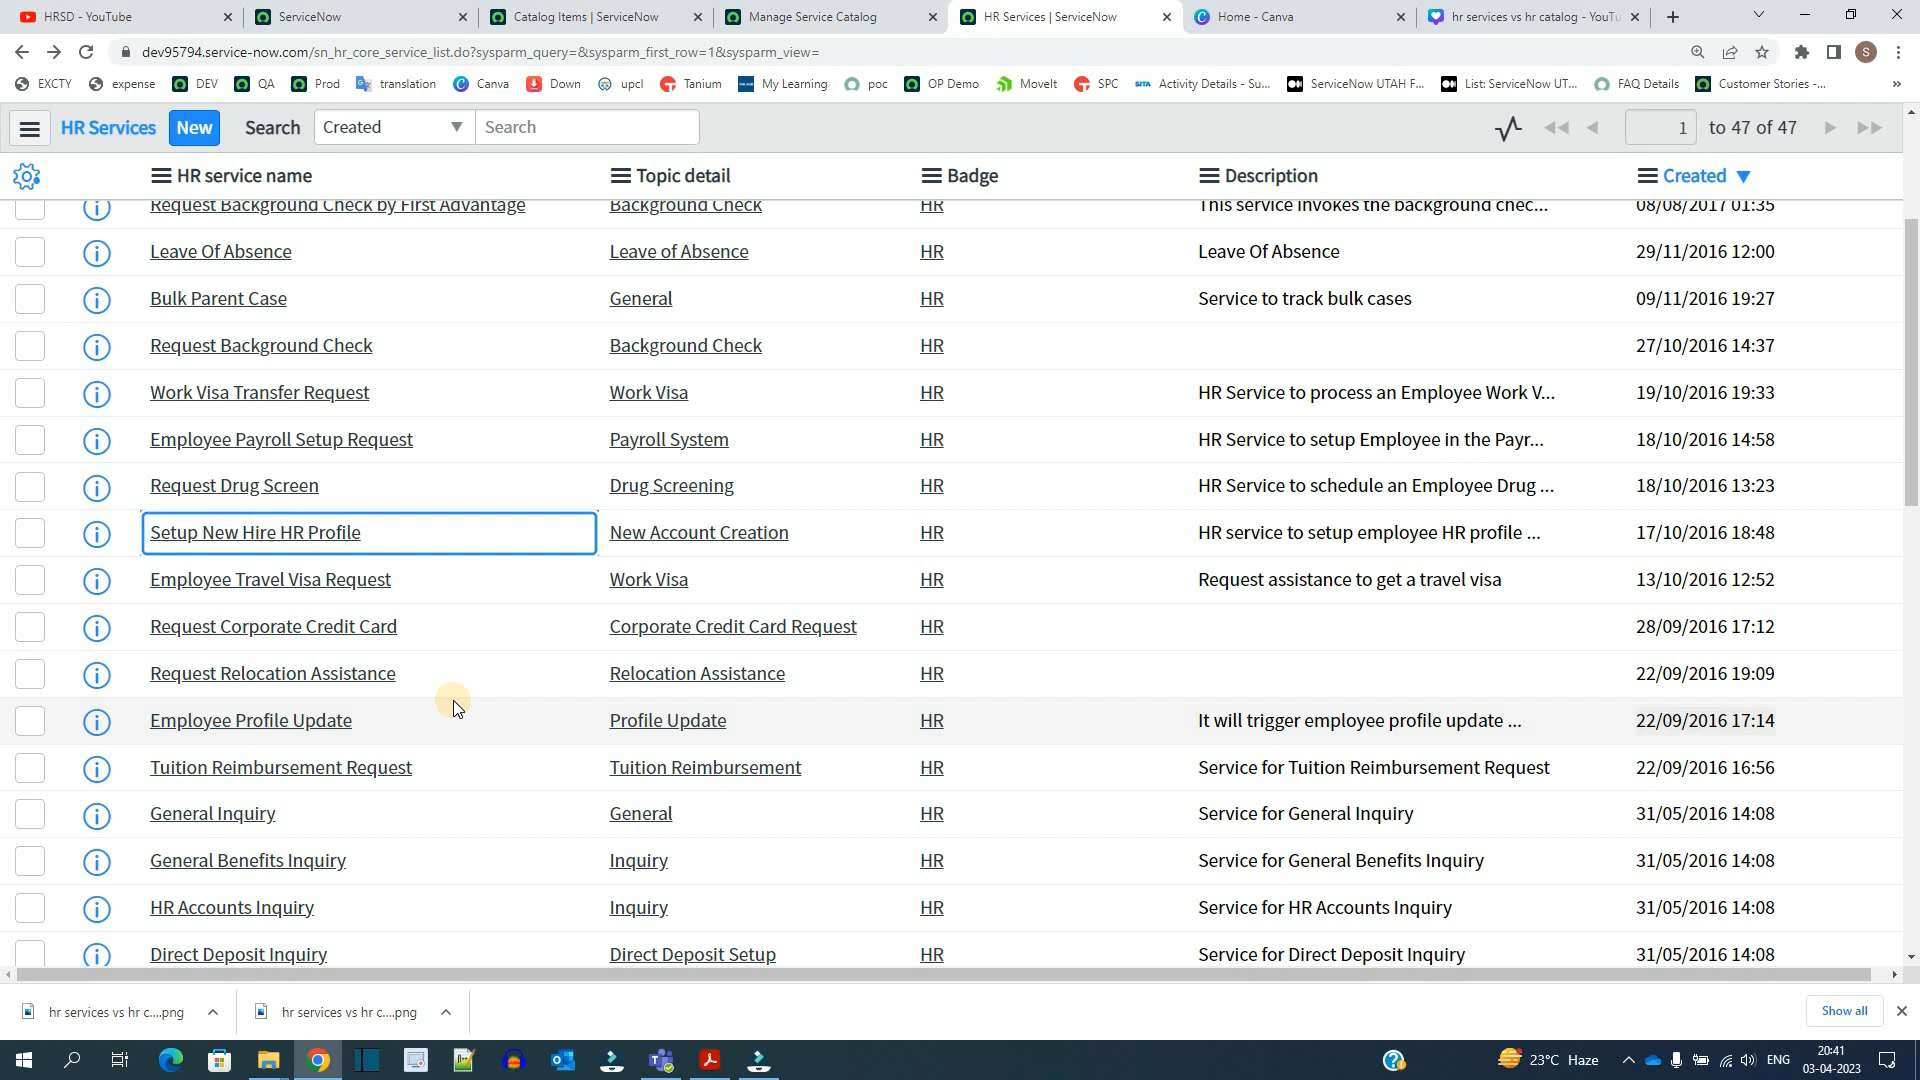 HRSD - YouTube
ServiceNow
Catalog Items | ServiceNow
Manage Service Catalog
HR Services | ServiceNow
Home - Canva
hr services vs hr catalog - YouTu
dev95794.service-now.com/sn_hr_core_service_list.do?sysparm_query=&sysparm_first_row=1&sysparm_view=
S
EXCTY expense DEV QA Prod translation Canva Down upcl Tanium My Learning poc OP Demo MoveIt SPC Activity Details - Su... ServiceNow UTAH F... List: ServiceNow UT... FAQ Details Customer Stories -...
HR Services New Search Created Search 1 to 47 of 47
HR service name Topic detail Badge Description Created
Request Background Check by First Advantage Background Check HR This service invokes the background chec... 08/08/2017 01:35
Leave Of Absence Leave of Absence HR Leave Of Absence 29/11/2016 12:00
Bulk Parent Case General HR Service to track bulk cases 09/11/2016 19:27
Request Background Check Background Check HR 27/10/2016 14:37
Work Visa Transfer Request Work Visa HR HR Service to process an Employee Work V... 19/10/2016 19:33
Employee Payroll Setup Request Payroll System HR HR Service to setup Employee in the Payr... 18/10/2016 14:58
Request Drug Screen Drug Screening HR HR Service to schedule an Employee Drug ... 18/10/2016 13:23
Setup New Hire HR Profile New Account Creation HR HR service to setup employee HR profile ... 17/10/2016 18:48
Employee Travel Visa Request Work Visa HR Request assistance to get a travel visa 13/10/2016 12:52
Request Corporate Credit Card Corporate Credit Card Request HR 28/09/2016 17:12
Request Relocation Assistance Relocation Assistance HR 22/09/2016 19:09
Employee Profile Update Profile Update HR It will trigger employee profile update ... 22/09/2016 17:14
Tuition Reimbursement Request Tuition Reimbursement HR Service for Tuition Reimbursement Request 22/09/2016 16:56
General Inquiry General HR Service for General Inquiry 31/05/2016 14:08
General Benefits Inquiry Inquiry HR Service for General Benefits Inquiry 31/05/2016 14:08
HR Accounts Inquiry Inquiry HR Service for HR Accounts Inquiry 31/05/2016 14:08
Direct Deposit Inquiry Direct Deposit Setup HR Service for Direct Deposit Inquiry 31/05/2016 14:08
hr services vs hr c....png hr services vs hr c....png Show all
23°C Haze ENG 20:41
03-04-2023